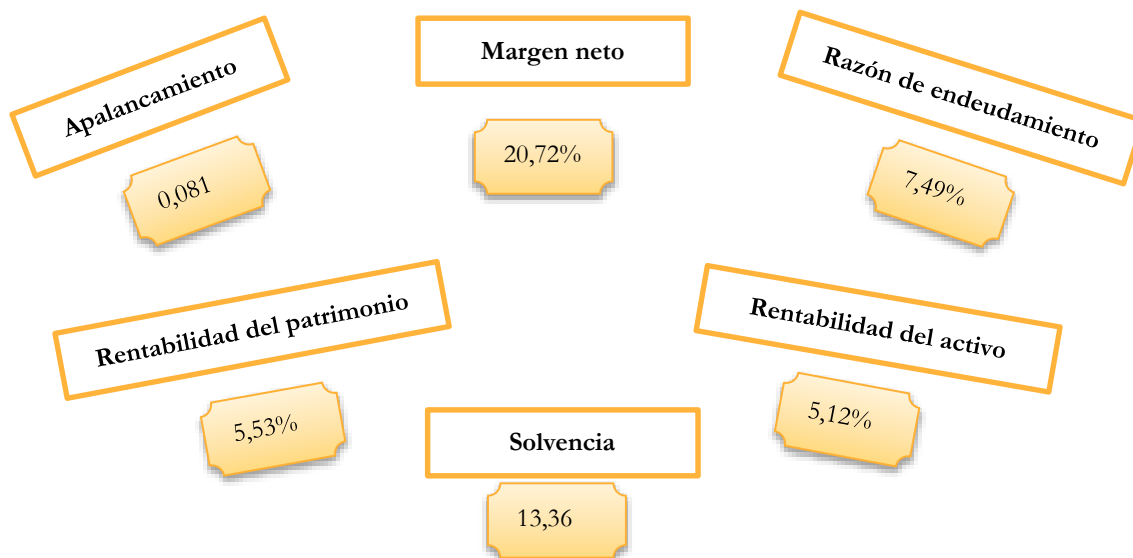 Apalancamiento
0,081
Margen neto
20,72%
Razón de endeudamiento
7,49%
Rentabilidad del patrimonio
5,53%
Solvencia
13,36
Rentabilidad del activo
5,12%